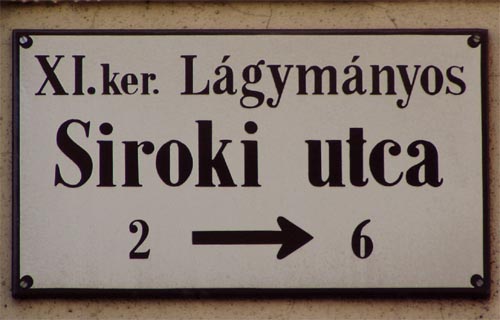 XI.ker. Lágymányos
Siroki utca
2 → 6